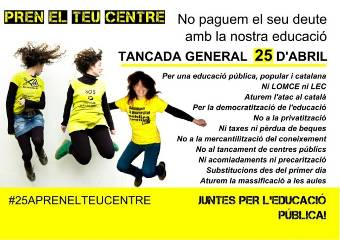 PREN EL TEU CENTRE
No paguem el seu deute
amb la nostra educació
TANCADA GENERAL 25 D'ABRIL
Per una educació pública, popular i catalana
Ni LOMCE ni LEC
Aturem l'atac al català
Per la democratització de l'educació
No a la privatització
Ni taxes ni pèrdua de beques
No a la mercantilització del coneixement
No al tancament de centres públics
Ni acomiadaments ni precarització
Substitucions des del primer dia
Aturem la massificació a les aules
#25APRENELTEUCENTRE
JUNTES PER L'EDUCACIÓ
PÚBLICA!